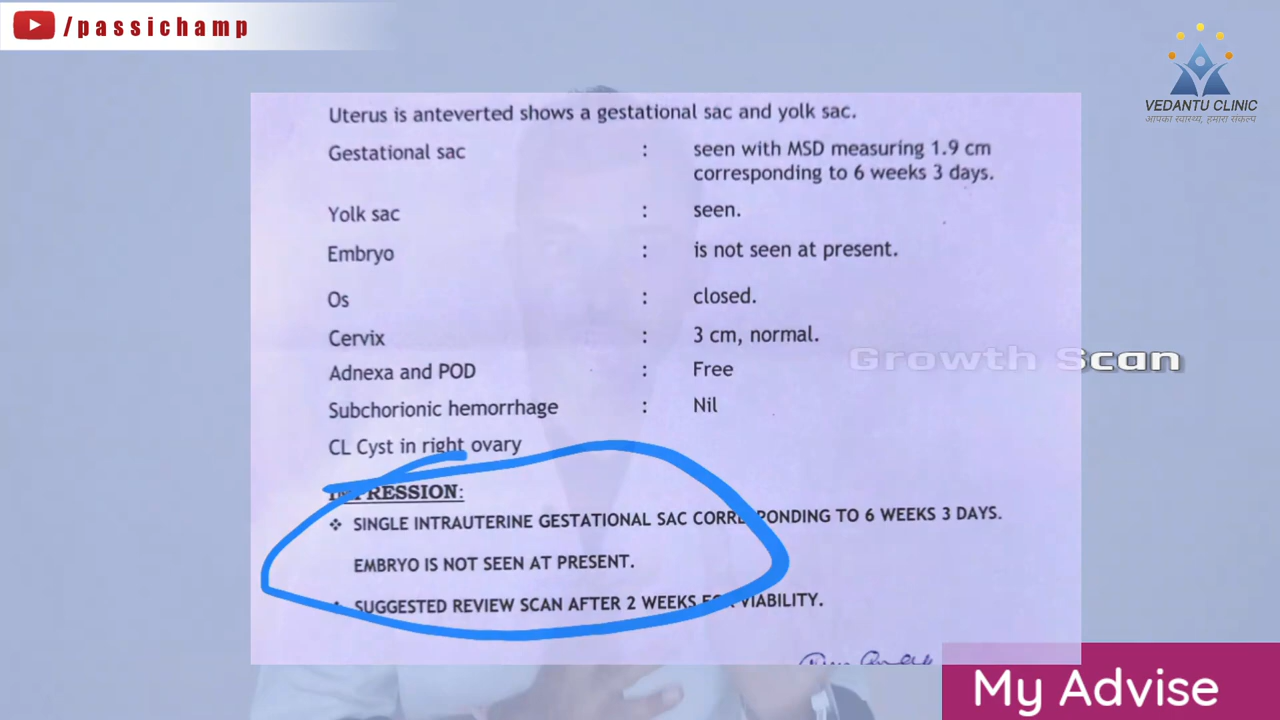 /passichamp
VEDANTU CLINIC
आपका स्वास्थ्य, हमारा संकल्प
Uterus is anteverted shows a gestational sac and yolk sac.
Gestational sac : seen with MSD measuring 1.9 cm
corresponding to 6 weeks 3 days.
Yolk sac : seen.
Embryo : is not seen at present.
Os : closed.
Cervix : 3 cm, normal.
Growth Scan
Adnexa and POD : Free
Subchorionic hemorrhage : Nil
CL Cyst in right ovary
IMPRESSION:
❖ SINGLE INTRAUTERINE GESTATIONAL SAC CORRESPONDING TO 6 WEEKS 3 DAYS.
EMBRYO IS NOT SEEN AT PRESENT.
❖ SUGGESTED REVIEW SCAN AFTER 2 WEEKS FOR VIABILITY.
My Advise